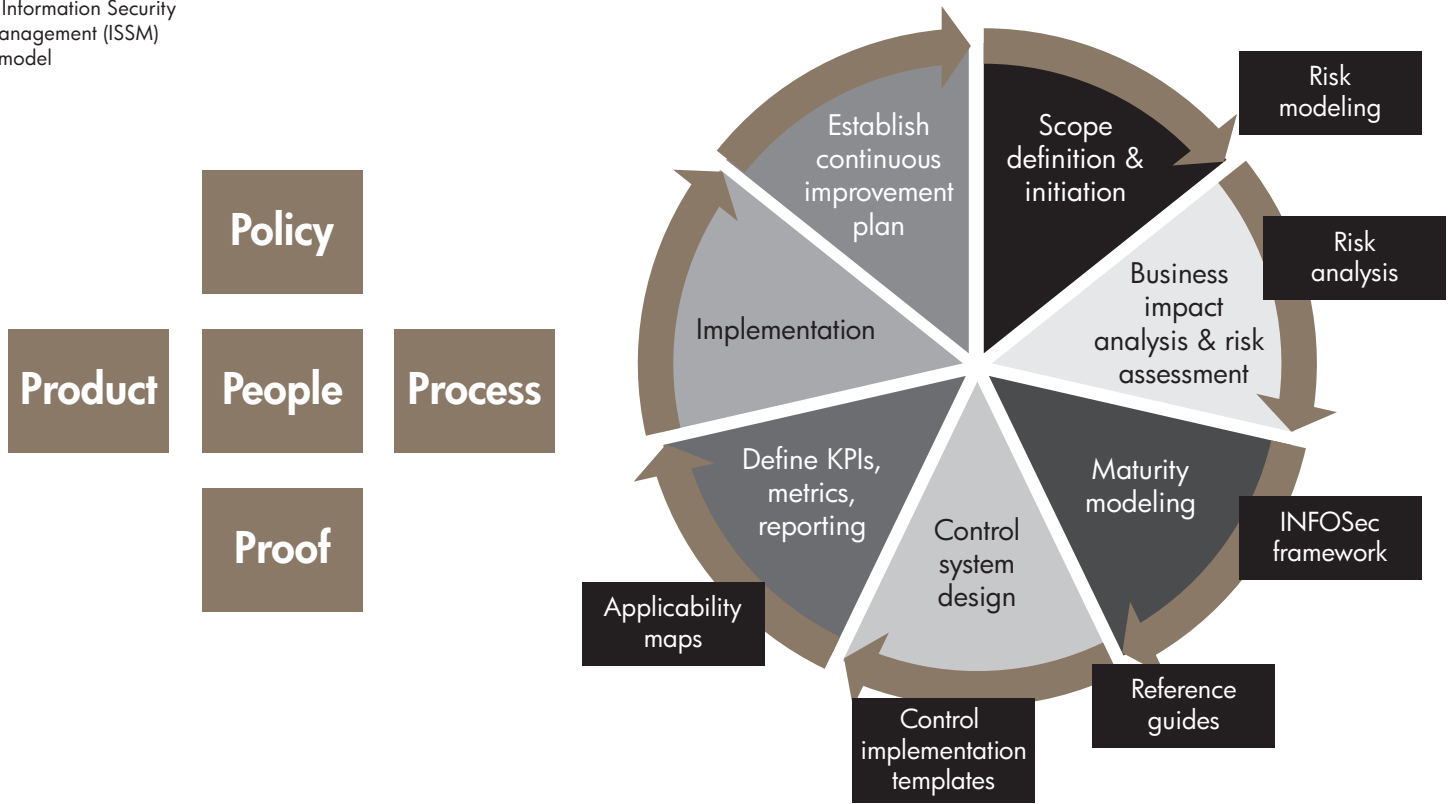 Information Security
anagement (ISSM)
model
Policy
Product
People
Process
Proof
Establish
continuous
improvement
plan
Scope
definition &
initiation
Risk
modeling
Risk
analysis
Business
impact
analysis & risk
assessment
Implementation
Define KPIs,
metrics,
reporting
Maturity
modeling
Control
system
design
INFOSec
framework
Applicability
maps
Reference
guides
Control
implementation
templates